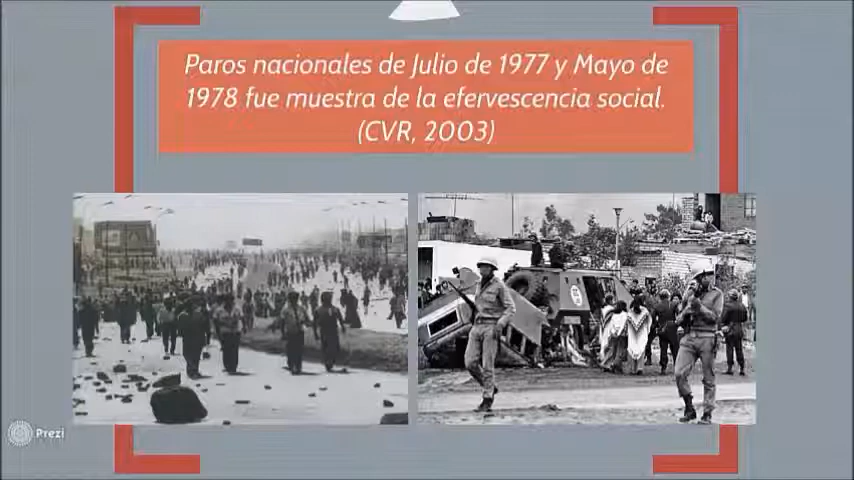 Paros nacionales de Julio de 1977 y Mayo de
1978 fue muestra de la efervescencia social.
(CVR, 2003)
Prezi